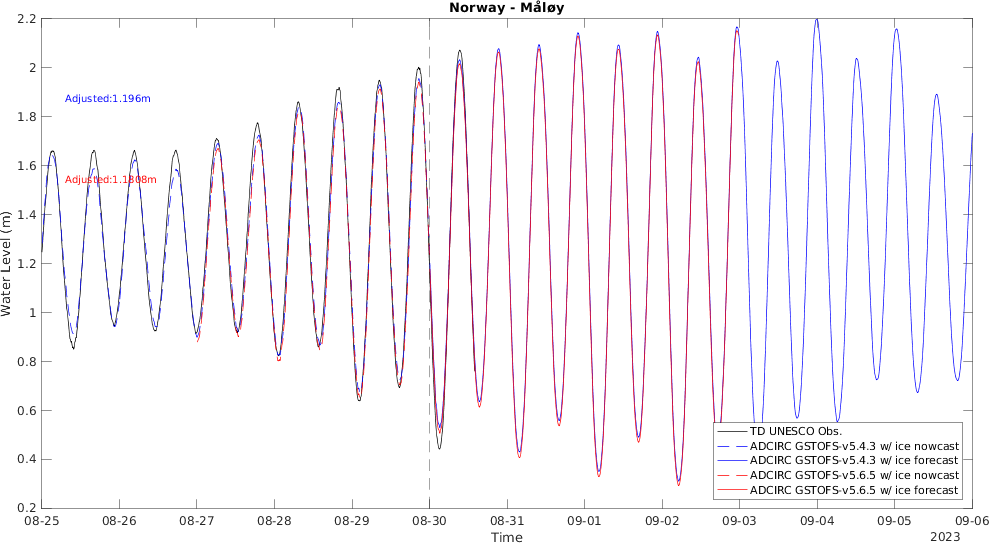 Norway - Måløy
2.2
2
1.8
1.6
1.4
1.2
1
0.8
0.6
0.4
0.2
Water Level (m)
Adjusted:1.196m
Adjusted:1.1808m
TD UNESCO Obs.
ADCIRC GSTOFS-v5.4.3 w/ ice nowcast
ADCIRC GSTOFS-v5.4.3 w/ ice forecast
ADCIRC GSTOFS-v5.6.5 w/ ice nowcast
ADCIRC GSTOFS-v5.6.5 w/ ice forecast
08-25 08-26 08-27 08-28 08-29 08-30 08-31 09-01 09-02 09-03 09-04 09-05 09-06
Time
2023